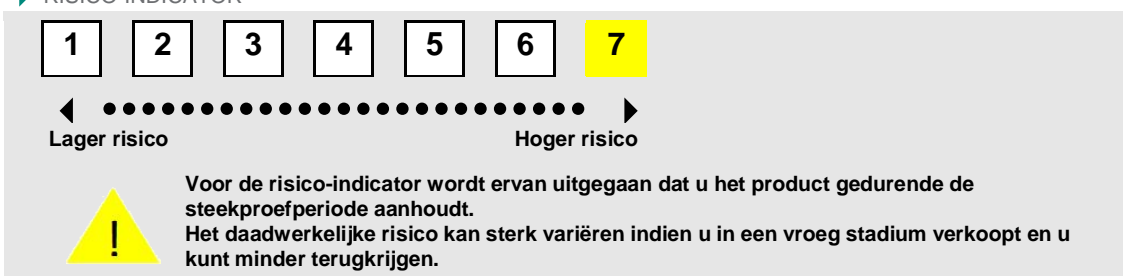 RISICO-INDICATOR
1 2 3 4 5 6 7
Lager risico Hoger risico
Voor de risico-indicator wordt ervan uitgegaan dat u het product gedurende de
steekproefperiode aanhoudt.
Het daadwerkelijke risico kan sterk variëren indien u in een vroeg stadium verkoopt en u
kunt minder terugkrijgen.
!